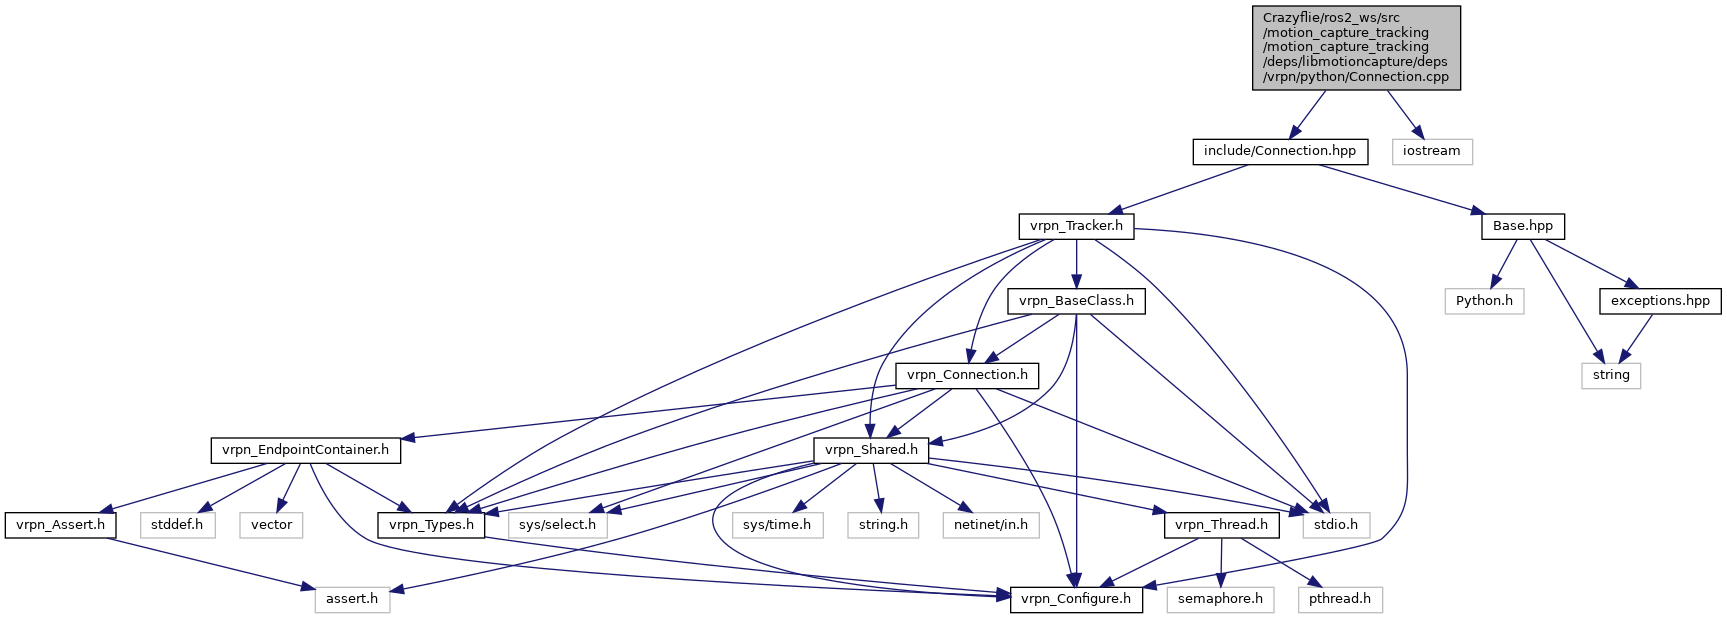 Crazyflie/ros2_ws/src
/motion_capture_tracking
/motion_capture_tracking
/deps/libmotioncapture/deps
/vrpn/python/Connection.cpp
include/Connection.hpp
iostream
vrpn_Tracker.h
Base.hpp
vrpn_BaseClass.h
Python.h
exceptions.hpp
vrpn_Connection.h
string
vrpn_EndpointContainer.h
vrpn_Shared.h
vrpn_Assert.h
stddef.h
vector
vrpn_Types.h
sys/select.h
sys/time.h
string.h
netinet/in.h
vrpn_Thread.h
stdio.h
assert.h
vrpn_Configure.h
semaphore.h
pthread.h